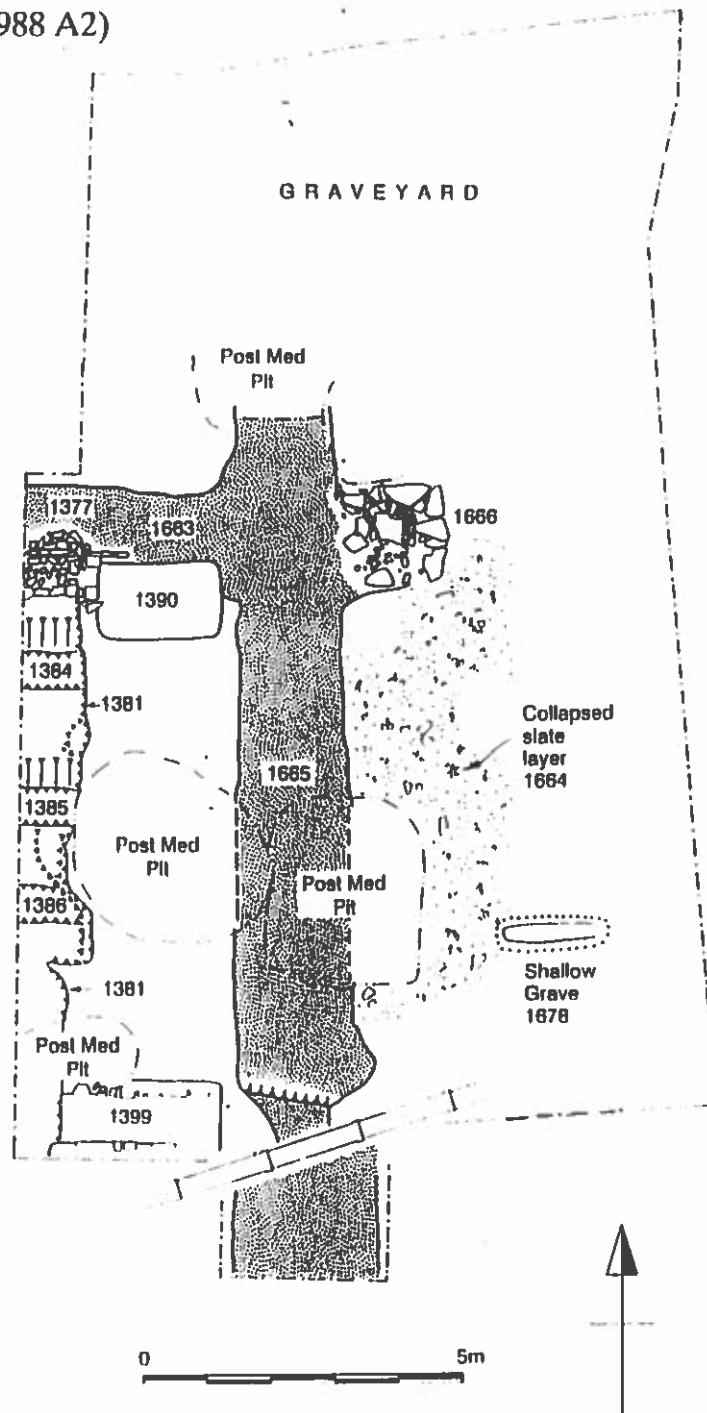 988 A2)
GRAVEYARD
Post Med
Pit
1377
1663
1666
1390
1384
1381
Collapsed
slate
layer
1664
1665
1385
Post Med
Pit
Post Med
Pit
1386
Shallow
Grave
1678
1381
Post Med
Pit
1399
0 5m